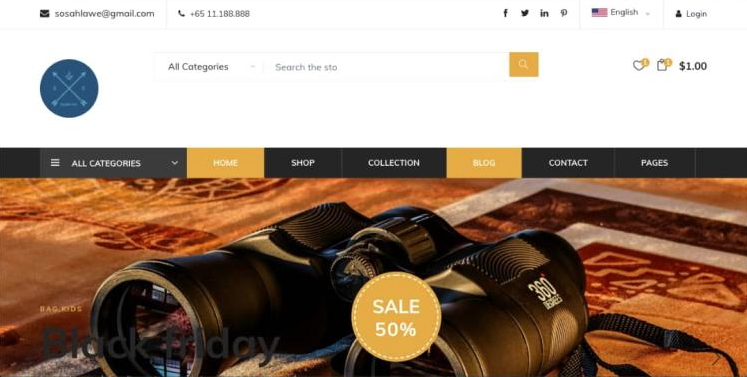 sosahlawe@gmail.com
+65 11.188.888
English
Login
All Categories
Search the sto
$1.00
ALL CATEGORIES
HOME
SHOP
COLLECTION
BLOG
CONTACT
PAGES
360
DEGREES
BAG,KIDS
SALE
50%
Black friday